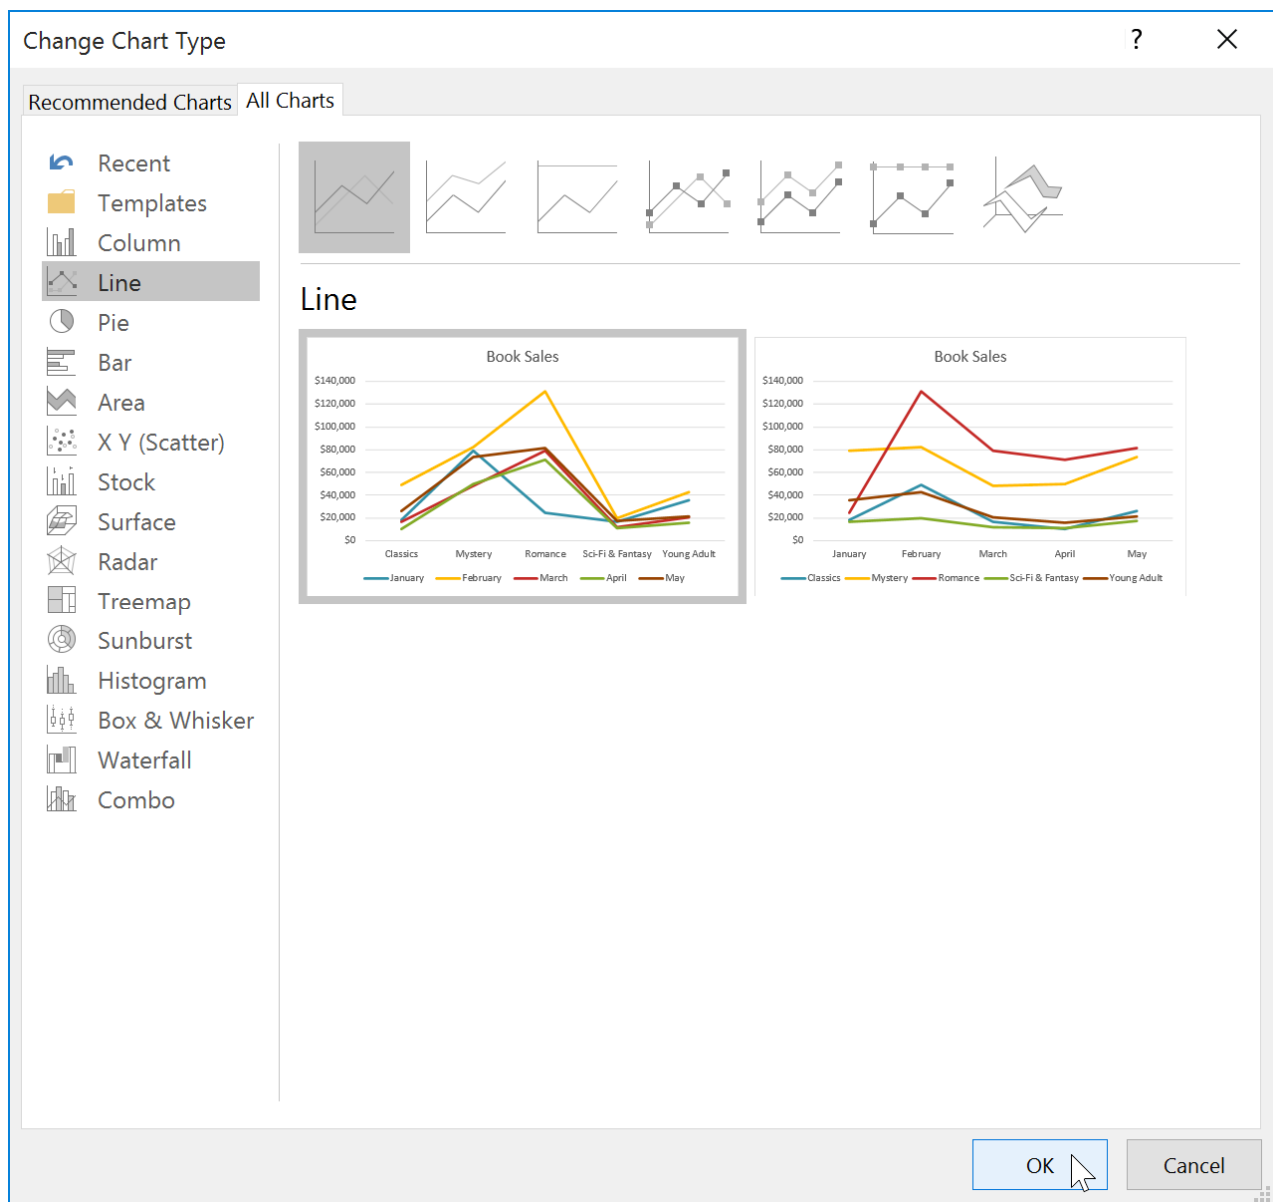 Change Chart Type ? 
Recommended Charts All Charts
Recent
Templates
Column
Line
Pie
Bar
Area
X Y (Scatter)
Stock
Surface
Radar
Treemap
Sunburst
Histogram
Box & Whisker
Waterfall
Combo
Line
Book Sales
$140,000
$120,000
$100,000
$80,000
$60,000
$40,000
$20,000
$0
Classics Mystery Romance Sci-Fi & Fantasy Young Adult
January February March April May
Book Sales
$140,000
$120,000
$100,000
$80,000
$60,000
$40,000
$20,000
$0
January February March April May
Classics Mystery Romance Sci-Fi & Fantasy Young Adult
OK Cancel